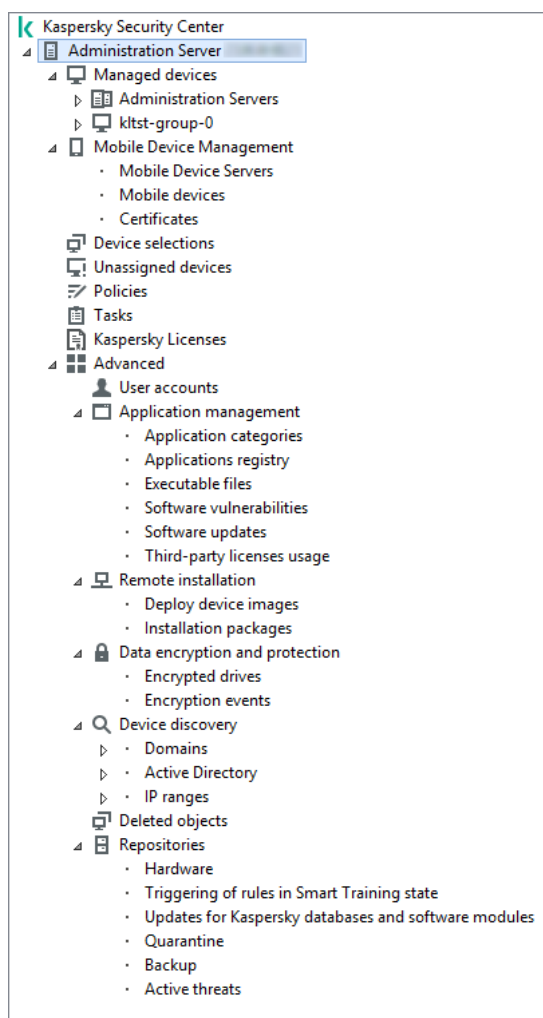 Kaspersky Security Center
Administration Server
Managed devices
Administration Servers
kltst-group-0
Mobile Device Management
Mobile Device Servers
Mobile devices
Certificates
Device selections
Unassigned devices
Policies
Tasks
Kaspersky Licenses
Advanced
User accounts
Application management
Application categories
Applications registry
Executable files
Software vulnerabilities
Software updates
Third-party licenses usage
Remote installation
Deploy device images
Installation packages
Data encryption and protection
Encrypted drives
Encryption events
Device discovery
Domains
Active Directory
IP ranges
Deleted objects
Repositories
Hardware
Triggering of rules in Smart Training state
Updates for Kaspersky databases and software modules
Quarantine
Backup
Active threats